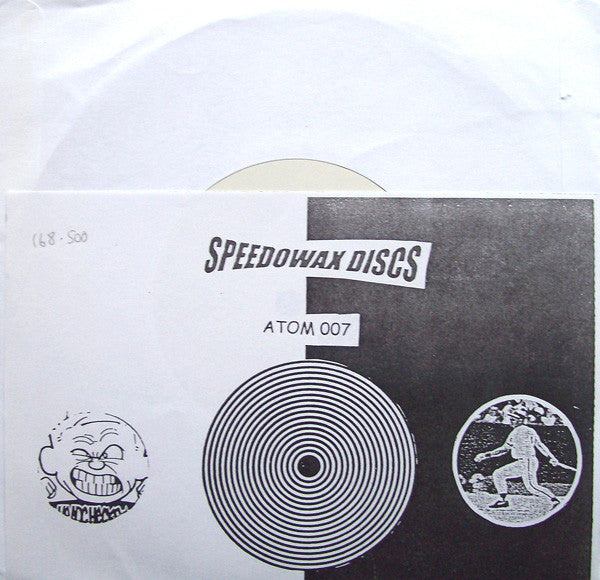 168·500
SPEEDOWAX DISCS
ATOM 007